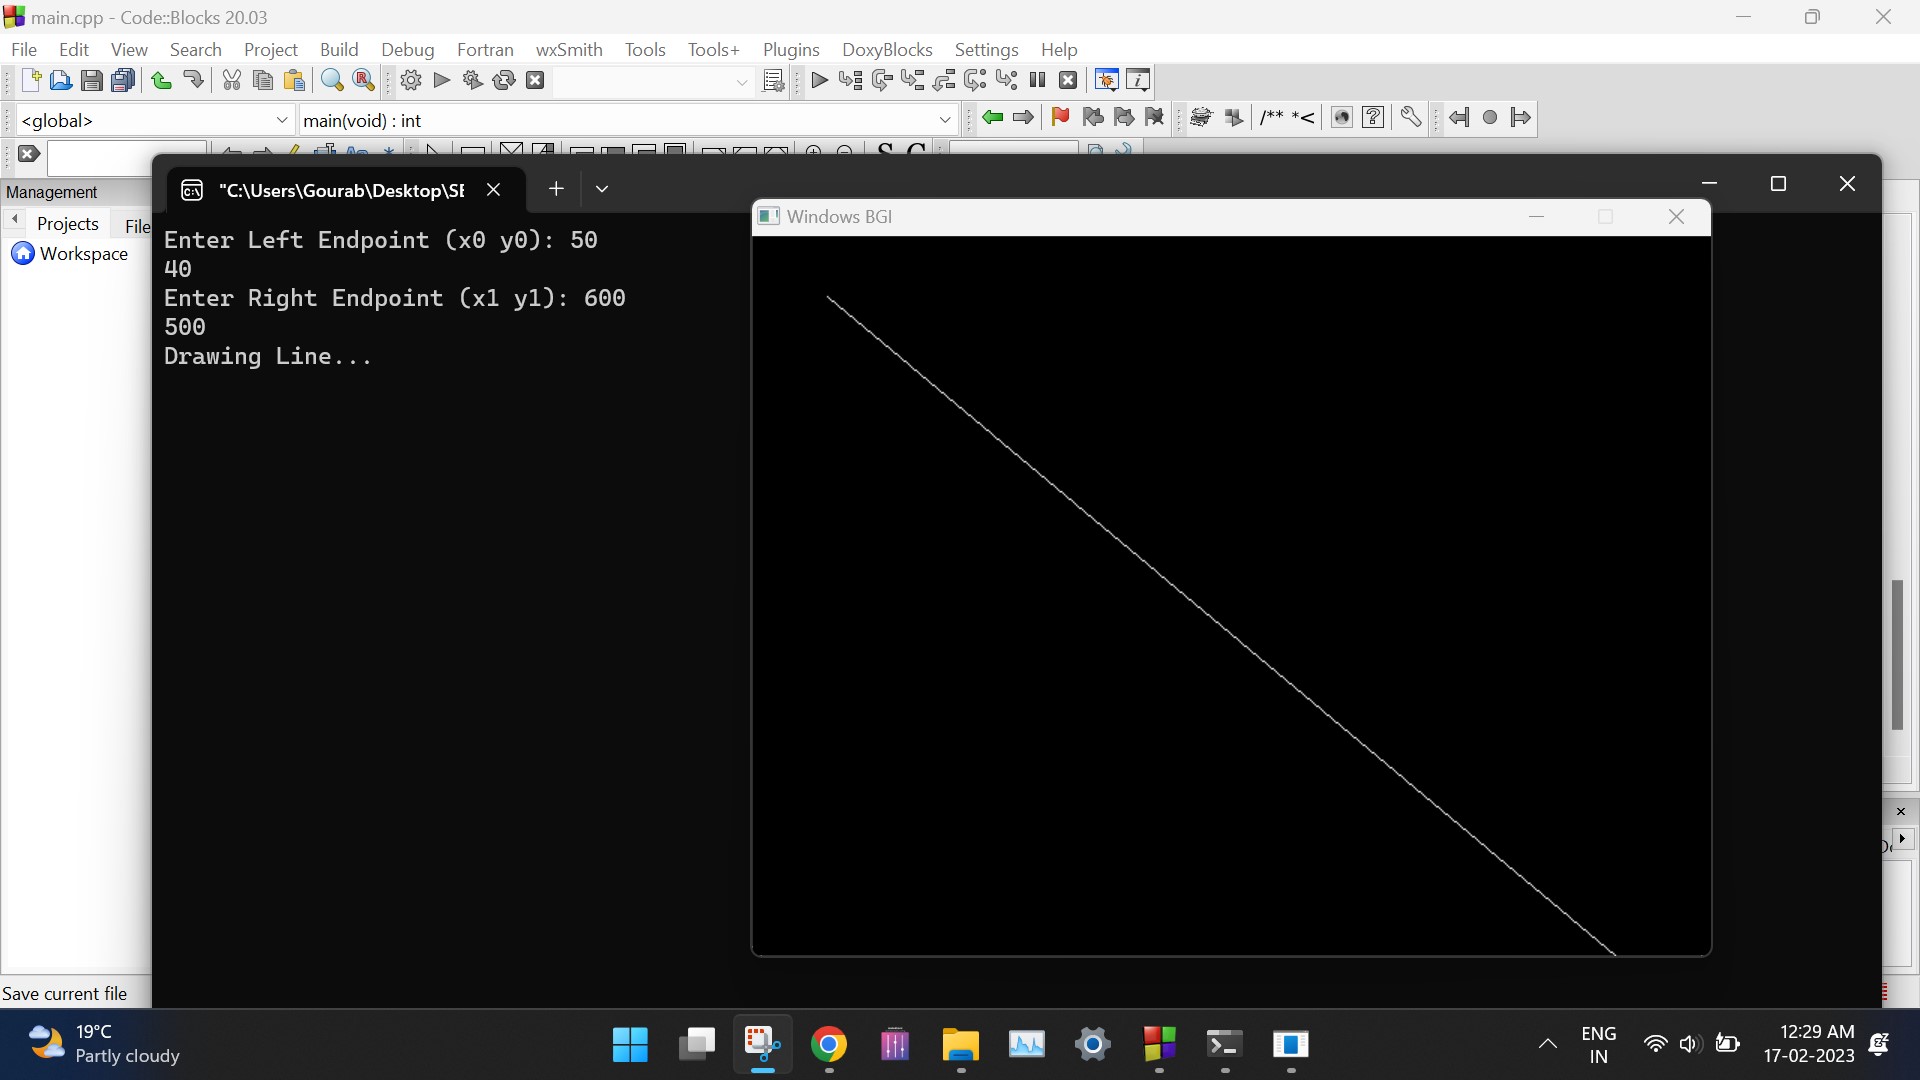 main.cpp - Code::Blocks 20.03
File Edit View Search Project Build Debug Fortran wxSmith Tools Tools+ Plugins DoxyBlocks Settings Help
<global>
main(void) : int
/** *<
Management
Projects
File
Workspace
"C:\Users\Gourab\Desktop\SE
Enter Left Endpoint (x0 y0): 50
40
Enter Right Endpoint (x1 y1): 600
500
Drawing Line...
Windows BGI
Save current file
19°C
Partly cloudy
ENG
IN
12:29 AM
17-02-2023